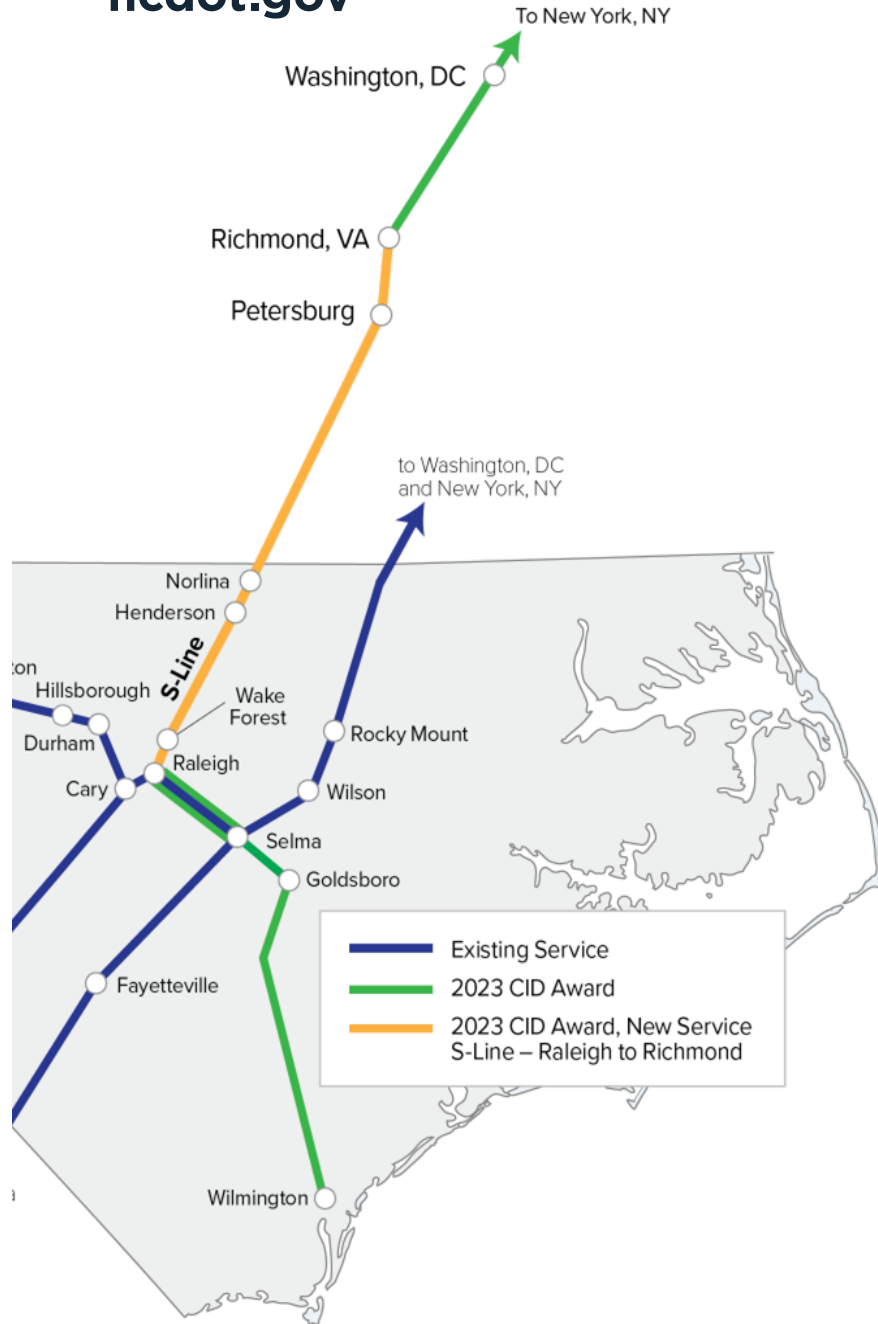 ncdot.gov
To New York, NY
Washington, DC
Richmond, VA
Petersburg
to Washington, DC
and New York, NY
Norlina
Henderson
S-Line
ton
Hillsborough
Wake
Forest
Durham
Raleigh
Rocky Mount
Cary
Wilson
Selma
Goldsboro
Existing Service
Fayetteville
2023 CID Award
2023 CID Award, New Service
S-Line – Raleigh to Richmond
Wilmington